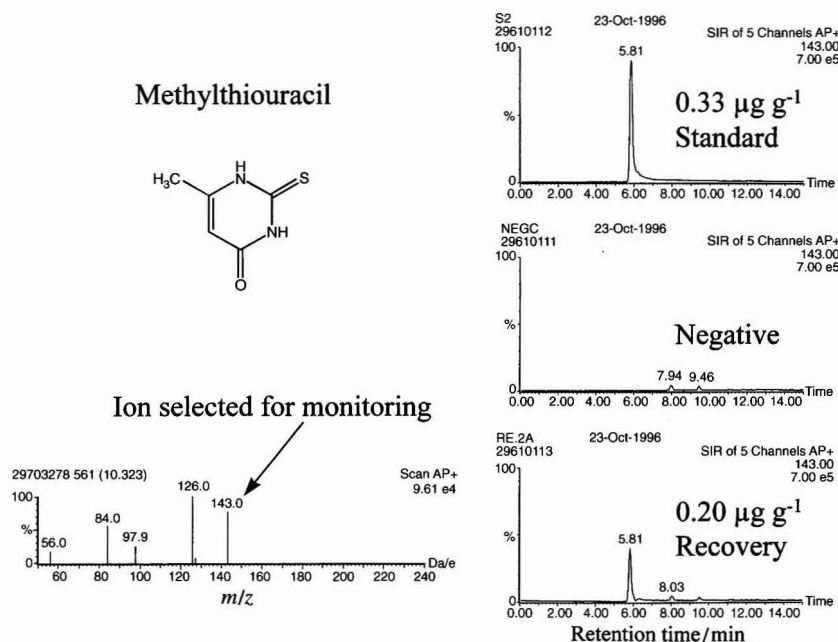 Methylthiouracil
H₃C
H
N
S
NH
O
Ion selected for monitoring
29703278 561 (10.323)
Scan AP+
9.61 e4
100
%
0
56.0
84.0
97.9
126.0
143.0
60 80 100 120 140 160 180 200 220 240
Da/e
m/z
S2
29610112
23-Oct-1996
SIR of 5 Channels AP+
143.00
7.00 e5
100
%
0
5.81
0.33 µg g⁻¹
Standard
0.00 2.00 4.00 6.00 8.00 10.00 12.00 14.00
Time
NEGC
29610111
23-Oct-1996
SIR of 5 Channels AP+
143.00
7.00 e5
100
%
0
Negative
7.94 9.46
0.00 2.00 4.00 6.00 8.00 10.00 12.00 14.00
Time
RE.2A
29610113
23-Oct-1996
SIR of 5 Channels AP+
143.00
7.00 e5
100
%
0
5.81
8.03
0.20 µg g⁻¹
Recovery
0.00 2.00 4.00 6.00 8.00 10.00 12.00 14.00
Time
Retention time/min